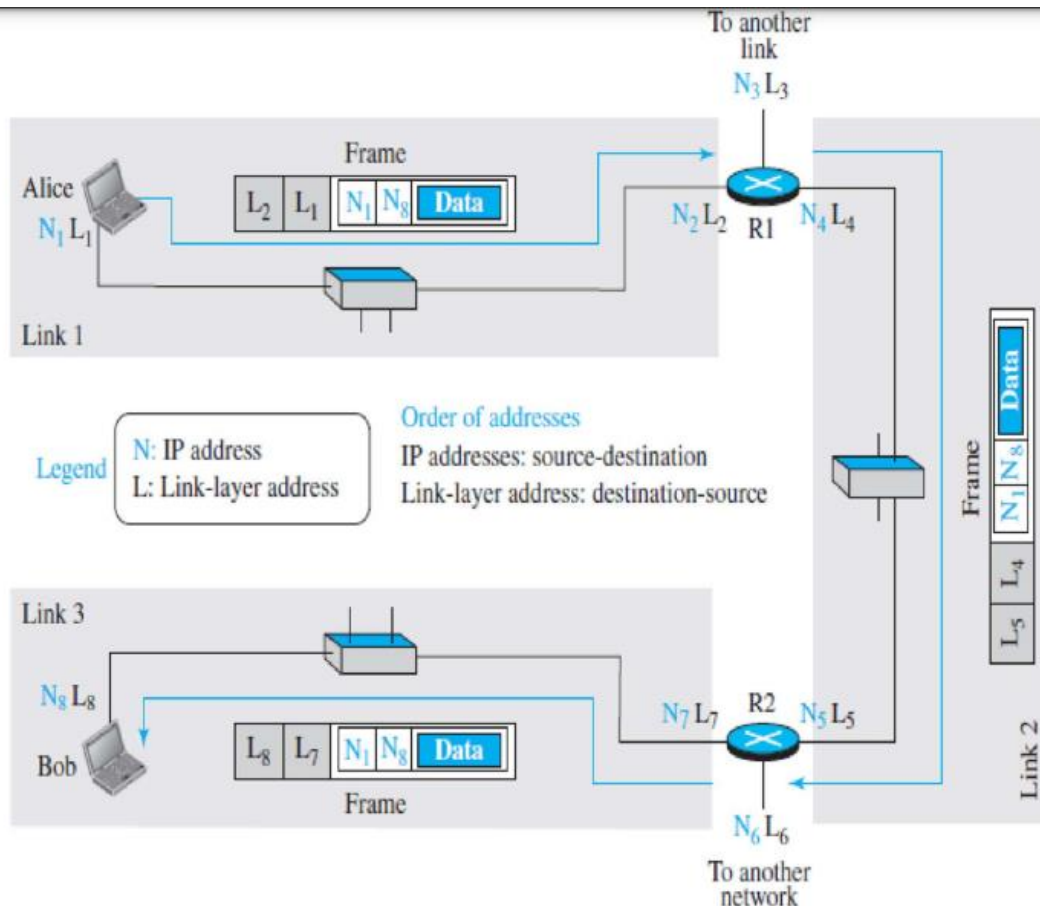 To another
link
N3 L3
Frame
Alice
N1 L1
L2 L1 N1 N8 Data
N2 L2
R1
N4 L4
Link 1
Legend
N: IP address
L: Link-layer address
Order of addresses
IP addresses: source-destination
Link-layer address: destination-source
Frame
L5 L4 N1 N8 Data
Link 2
Link 3
N8 L8
Bob
L8 L7 N1 N8 Data
Frame
N7 L7
R2
N5 L5
N6 L6
To another
network